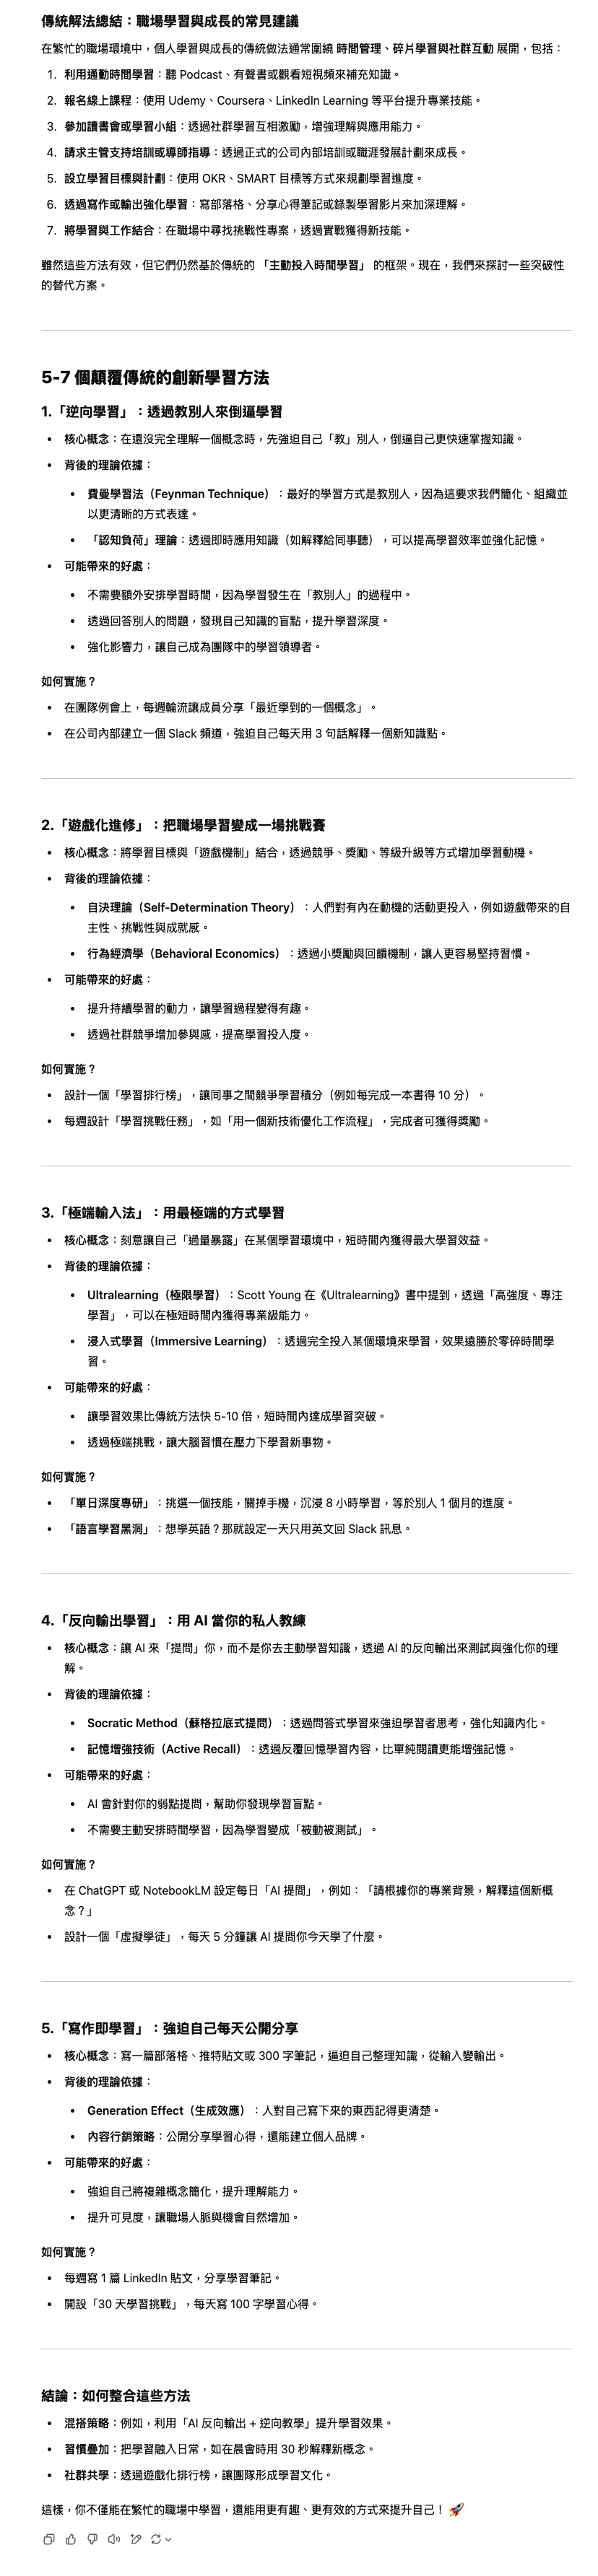 傳統解法總結：職場學習與成長的常見建議
在繁忙的職場環境中，個人學習與成長的傳統做法通常圍繞 時間管理、碎片學習與社群互動 展開，包括：
1. 利用通勤時間學習：聽 Podcast、有聲書或觀看短視頻來補充知識。
2. 報名線上課程：使用 Udemy、Coursera、LinkedIn Learning 等平台提升專業技能。
3. 參加讀書會或學習小組：透過社群學習互相激勵，增強理解與應用能力。
4. 請求主管支持培訓或導師指導：透過正式的公司內部培訓或職涯發展計劃來成長。
5. 設立學習目標與計劃：使用 OKR、SMART 目標等方式來規劃學習進度。
6. 透過寫作或輸出強化學習：寫部落格、分享心得筆記或錄製學習影片來加深理解。
7. 將學習與工作結合：在職場中尋找挑戰性專案，透過實戰獲得新技能。
雖然這些方法有效，但它們仍然基於傳統的 「主動投入時間學習」 的框架。現在，我們來探討一些突破性
的替代方案。
5-7 個顛覆傳統的創新學習方法
1.「逆向學習」：透過教別人來倒逼學習
• 核心概念：在還沒完全理解一個概念時，先強迫自己「教」別人，倒逼自己更快速掌握知識。
• 背後的理論依據：
• 費曼學習法（Feynman Technique）：最好的學習方式是教別人，因為這要求我們簡化、組織並
以更清晰的方式表達。
• 「認知負荷」理論：透過即時應用知識（如解釋給同事聽），可以提高學習效率並強化記憶。
• 可能帶來的好處：
• 不需要額外安排學習時間，因為學習發生在「教別人」的過程中。
• 透過回答別人的問題，發現自己知識的盲點，提升學習深度。
• 強化影響力，讓自己成為團隊中的學習領導者。
如何實施？
• 在團隊例會上，每週輪流讓成員分享「最近學到的一個概念」。
• 在公司內部建立一個 Slack 頻道，強迫自己每天用 3 句話解釋一個新知識點。
2.「遊戲化進修」：把職場學習變成一場挑戰賽
• 核心概念：將學習目標與「遊戲機制」結合，透過競爭、獎勵、等級升級等方式增加學習動機。
• 背後的理論依據：
• 自決理論（Self-Determination Theory）：人們對有內在動機的活動更投入，例如遊戲帶來的自
主性、挑戰性與成就感。
• 行為經濟學（Behavioral Economics）：透過小獎勵與回饋機制，讓人更容易堅持習慣。
• 可能帶來的好處：
• 提升持續學習的動力，讓學習過程變得有趣。
• 透過社群競爭增加參與感，提高學習投入度。
如何實施？
• 設計一個「學習排行榜」，讓同事之間競爭學習積分（例如每完成一本書得 10 分）。
• 每週設計「學習挑戰任務」，如「用一個新技術優化工作流程」，完成者可獲得獎勵。
3.「極端輸入法」：用最極端的方式學習
• 核心概念：刻意讓自己「過量暴露」在某個學習環境中，短時間內獲得最大學習效益。
• 背後的理論依據：
• Ultralearning（極限學習）：Scott Young 在《Ultralearning》書中提到，透過「高強度、專注
學習」，可以在極短時間內獲得專業級能力。
• 浸入式學習（Immersive Learning）：透過完全投入某個環境來學習，效果遠勝於零碎時間學
習。
• 可能帶來的好處：
• 讓學習效果比傳統方法快 5-10 倍，短時間內達成學習突破。
• 透過極端挑戰，讓大腦習慣在壓力下學習新事物。
如何實施？
• 「單日深度專研」：挑選一個技能，關掉手機，沉浸 8 小時學習，等於別人 1 個月的進度。
• 「語言學習黑洞」：想學英語？那就設定一天只用英文回 Slack 訊息。
4.「反向輸出學習」：用 AI 當你的私人教練
• 核心概念：讓 AI 來「提問」你，而不是你去主動學習知識，透過 AI 的反向輸出來測試與強化你的理
解。
• 背後的理論依據：
• Socratic Method（蘇格拉底式提問）：透過問答式學習來強迫學習者思考，強化知識內化。
• 記憶增強技術（Active Recall）：透過反覆回憶學習內容，比單純閱讀更能增強記憶。
• 可能帶來的好處：
• AI 會針對你的弱點提問，幫助你發現學習盲點。
• 不需要主動安排時間學習，因為學習變成「被動被測試」。
如何實施？
• 在 ChatGPT 或 NotebookLM 設定每日「AI 提問」，例如：「請根據你的專業背景，解釋這個新概
念？」
• 設計一個「虛擬學徒」，每天 5 分鐘讓 AI 提問你今天學了什麼。
5.「寫作即學習」：強迫自己每天公開分享
• 核心概念：寫一篇部落格、推特貼文或 300 字筆記，逼迫自己整理知識，從輸入變輸出。
• 背後的理論依據：
• Generation Effect（生成效應）：人對自己寫下來的東西記得更清楚。
• 內容行銷策略：公開分享學習心得，還能建立個人品牌。
• 可能帶來的好處：
• 強迫自己將複雜概念簡化，提升理解能力。
• 提升可見度，讓職場人脈與機會自然增加。
如何實施？
• 每週寫 1 篇 LinkedIn 貼文，分享學習筆記。
• 開設「30 天學習挑戰」，每天寫 100 字學習心得。
結論：如何整合這些方法
• 混搭策略：例如，利用「AI 反向輸出 + 逆向教學」提升學習效果。
• 習慣疊加：把學習融入日常，如在晨會時用 30 秒解釋新概念。
• 社群共學：透過遊戲化排行榜，讓團隊形成學習文化。
這樣，你不僅能在繁忙的職場中學習，還能用更有趣、更有效的方式來提升自己！🚀